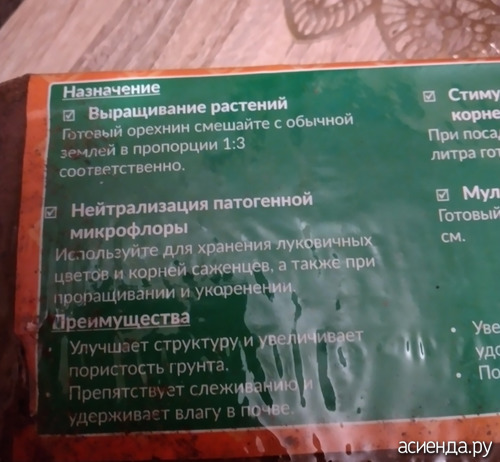 Назначение
☑ Выращивание растений
Готовый орехнин смешайте с обычной
землей в пропорции 1:3
соответственно.
☑ Нейтрализация патогенной
микрофлоры
Используйте для хранения луковичных
цветов и корней саженцев, а также при
проращивании и укоренении.
Преимущества
Улучшает структуру и увеличивает
пористость грунта.
Препятствует слеживанию и
удерживает влагу в почве.
☑ Стиму
корне
При поса
литра гот
☑ Мул
Готовый
см.
• Уве
удо
• По
асиенда.ру